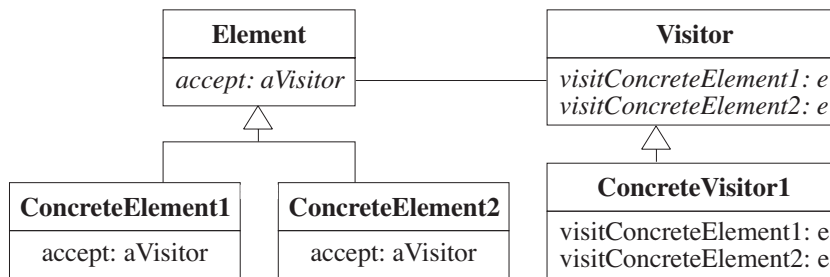 Element
accept: aVisitor
Visitor
visitConcreteElement1: e
visitConcreteElement2: e
ConcreteElement1
accept: aVisitor
ConcreteElement2
accept: aVisitor
ConcreteVisitor1
visitConcreteElement1: e
visitConcreteElement2: e